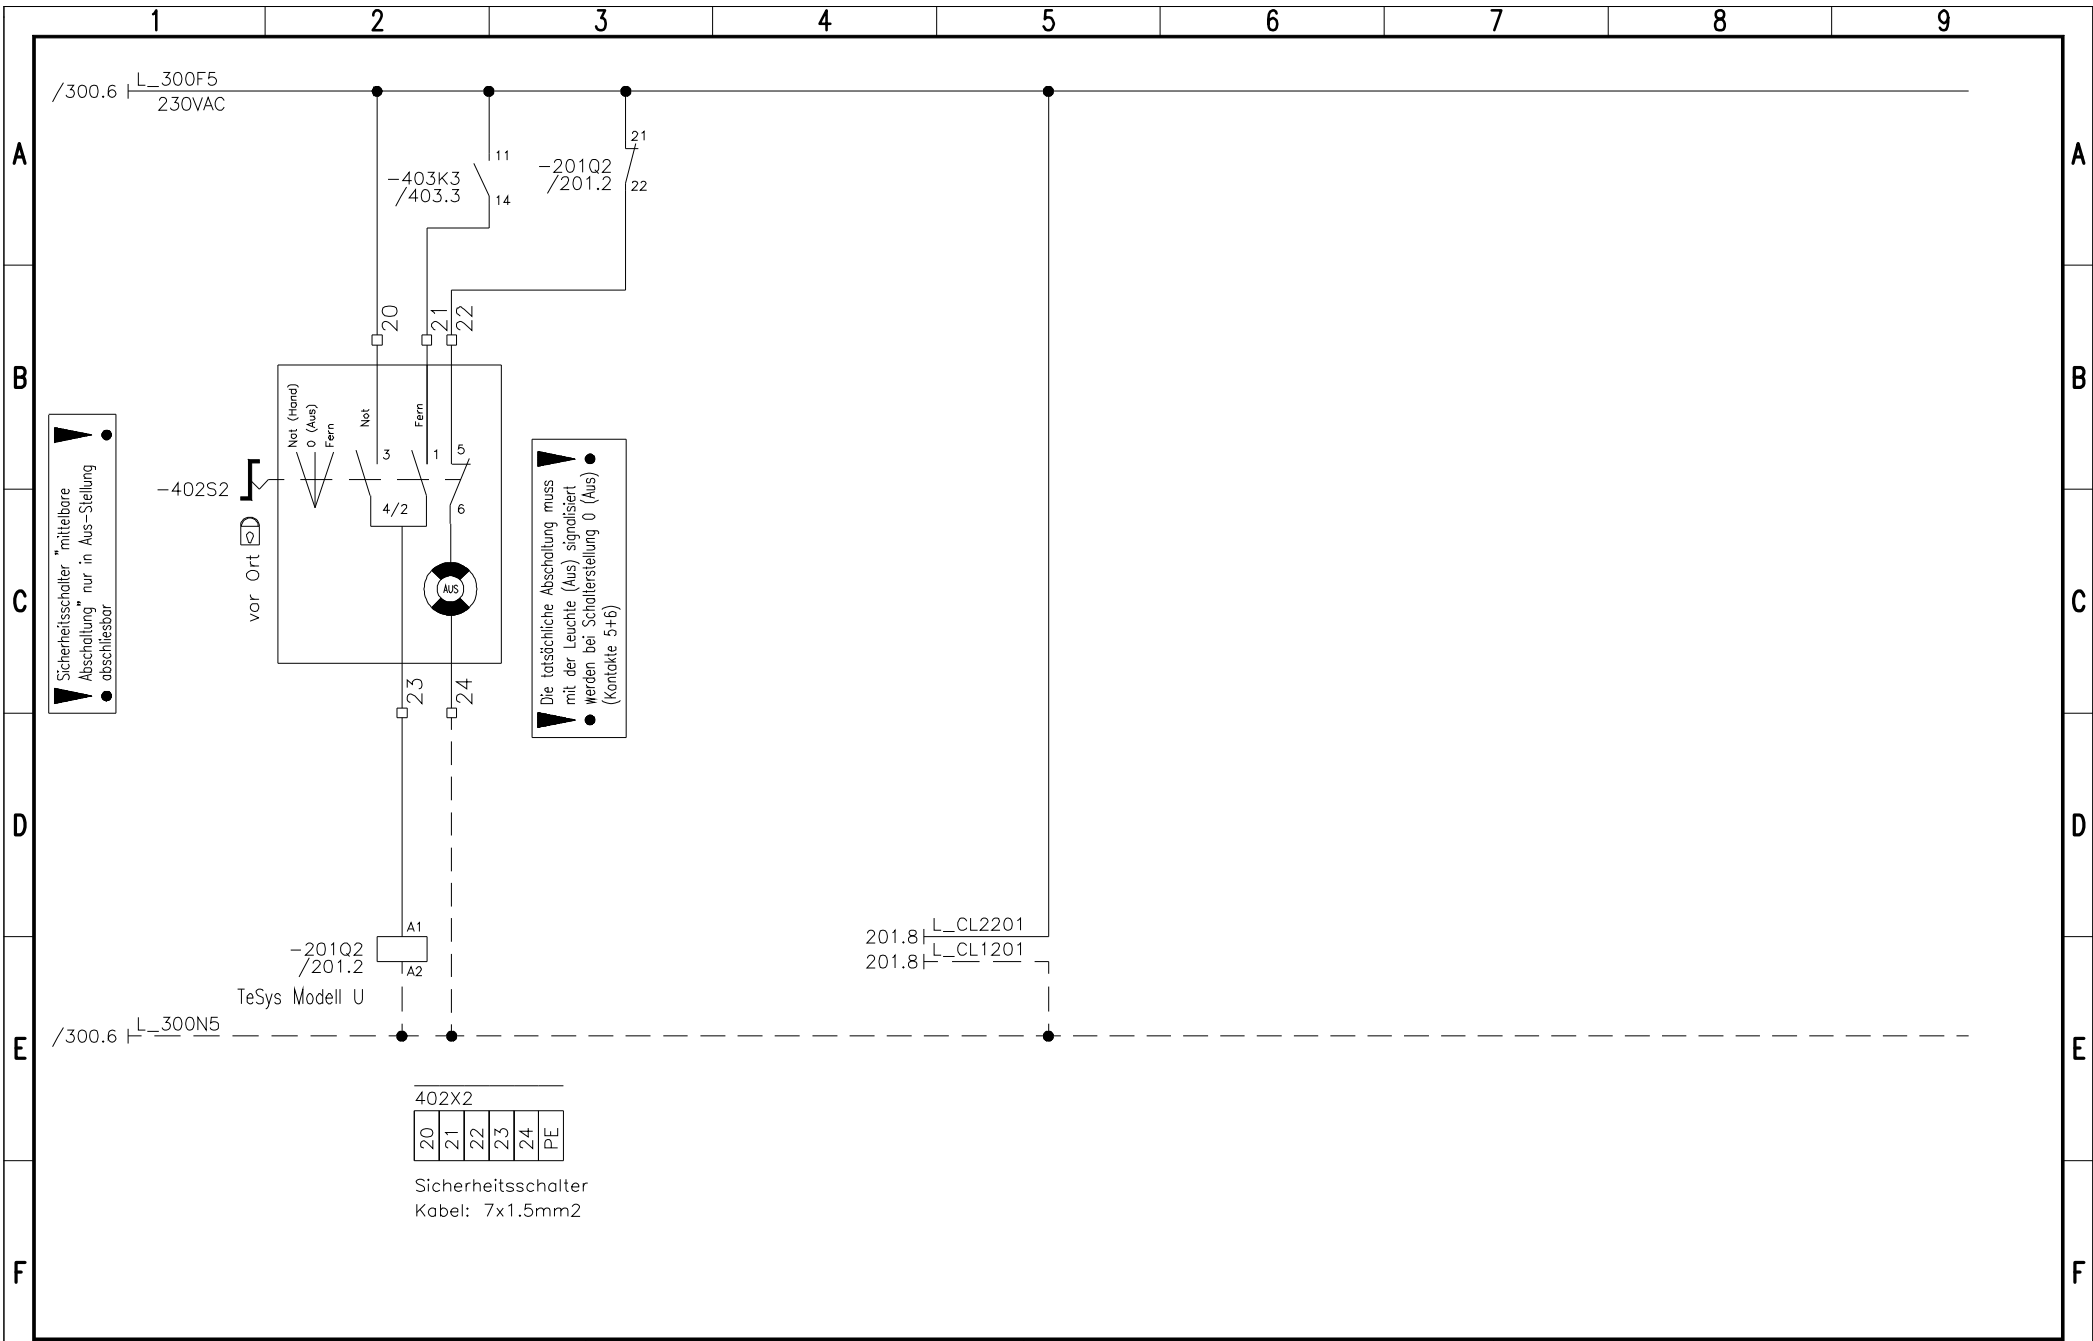 1 2 3 4 5 6 7 8 9
A A
B B
C C
D D
E E
F F
/300.6
L_300F5
230VAC
-403K3
/403.3
11
14
-201Q2
/201.2
21
22
20
21
22
-402S2
vor Ort
Not (Hand)
0 (Aus)
Fern
Not
Fern
3
1
5
4/2
6
AUS
23
24
Sicherheitsschalter "mittelbare
Abschaltung" nur in Aus-Stellung
abschliesbar
Die tatsächliche Abschaltung muss
mit der Leuchte (Aus) signalisiert
werden bei Schalterstellung 0 (Aus)
(Kontakte 5+6)
-201Q2
/201.2
A1
A2
TeSys Modell U
201.8
L_CL2201
201.8
L_CL1201
/300.6
L_300N5
402X2
20 21 22 23 24 PE
Sicherheitsschalter
Kabel: 7x1.5mm2